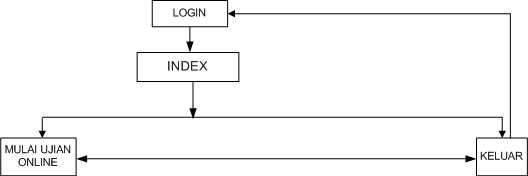 LOGIN
INDEX
MULAI UJIAN
ONLINE
KELUAR